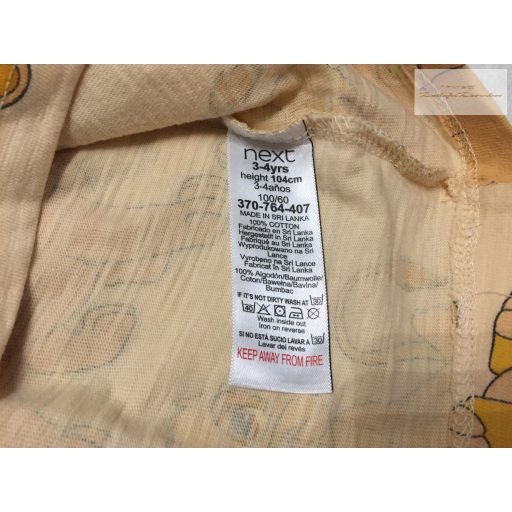 next
3-4yrs
height 104cm
3-4años
100/60
370-764-407
MADE IN SRI LANKA
100% COTTON
Fabricado en Sri Lanka
Hergestellt in Sri Lanka
Fabriqué au Sri Lanka
Wyprodukowano na Sri
Lance
Vyrobeno na Sri Lance
Fabricat în Sri Lanka
100% Algodón/Baumwolle/
Coton/Bawełna/Bavlna/
Bumbac
IF IT'S NOT DIRTY WASH AT 30
40
Wash inside out
Iron on reverse
SI NO ESTÁ SUCIO LAVAR A 30
Lavar del revés
KEEP AWAY FROM FIRE